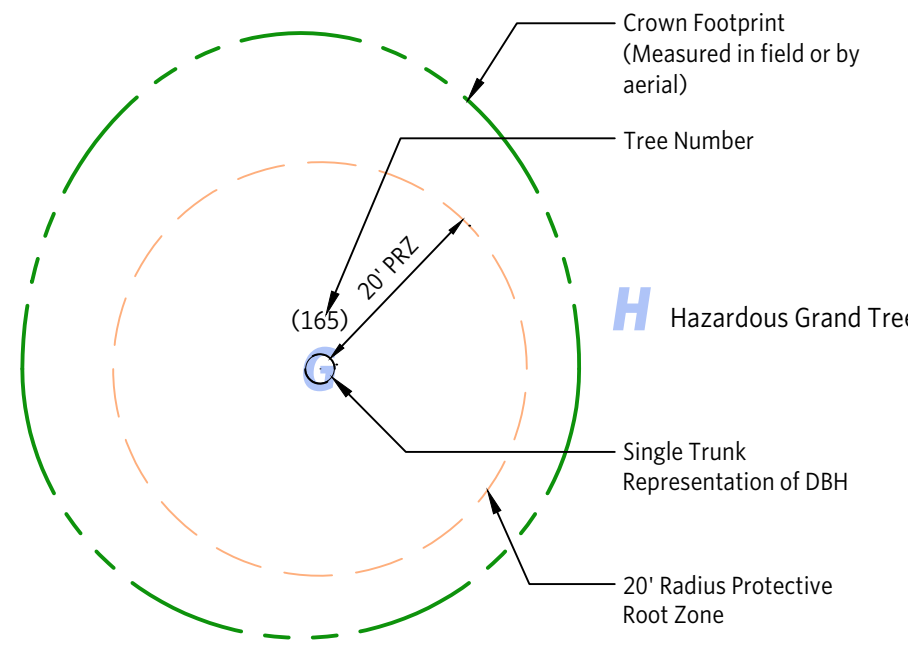 Crown Footprint
(Measured in field or by
aerial)
Tree Number
20' PRZ
(165)
H Hazardous Grand Tree
G
Single Trunk
Representation of DBH
20' Radius Protective
Root Zone